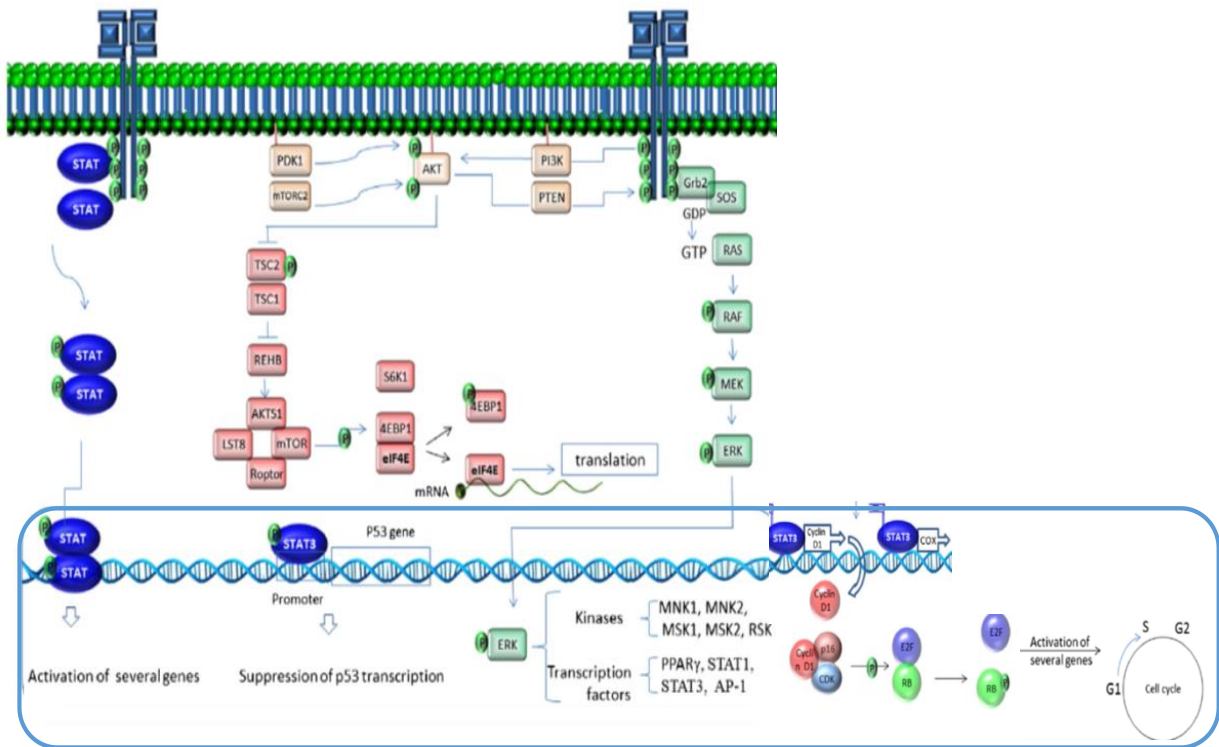 P
P
P
P
P
P
STAT
STAT
PDK1
mTORC2
P
P
AKT
PI3K
PTEN
P
P
P
P
P
P
Grb2
SOS
GDP
GTP
RAS
TSC2
P
TSC1
P
RAF
P
STAT
P
STAT
REHB
S6K1
P
MEK
P
4EBP1
AKTS1
LST8
mTOR
P
4EBP1
eIF4E
Roptor
P
ERK
eIF4E
translation
mRNA
P
STAT
P
STAT
P
STAT3
P53 gene
Promoter
STAT3
Cyclin
D1
STAT3
COX
Activation of several genes
Suppression of p53 transcription
P
ERK
Kinases
MNK1, MNK2,
MSK1, MSK2, RSK
Transcription
factors
PPARγ, STAT1,
STAT3, AP-1
Cyclin
D1
Cycli
n D1
p16
CDK
P
E2F
RB
E2F
RB
P
Activation of
several genes
S
G2
G1
Cell cycle